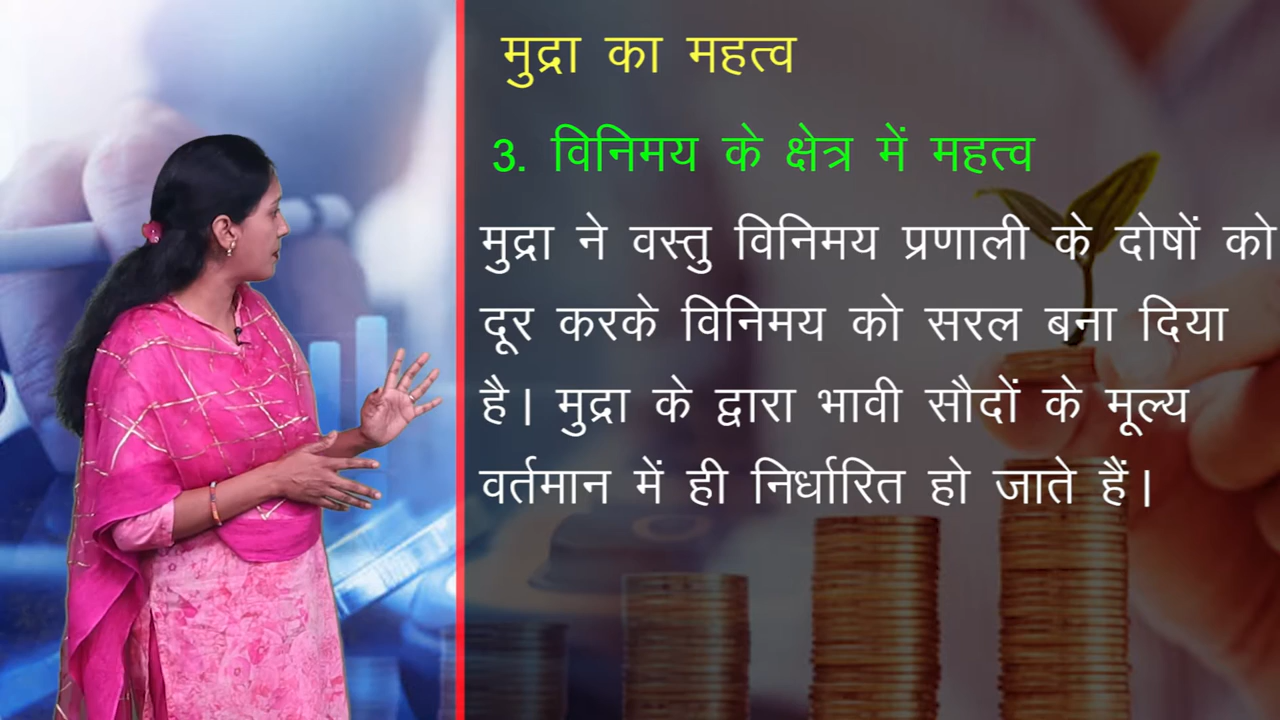 मुद्रा का महत्व
3. विनिमय के क्षेत्र में महत्व
मुद्रा ने वस्तु विनिमय प्रणाली के दोषों को
दूर करके विनिमय को सरल बना दिया
है। मुद्रा के द्वारा भावी सौदों के मूल्य
वर्तमान में ही निर्धारित हो जाते हैं।